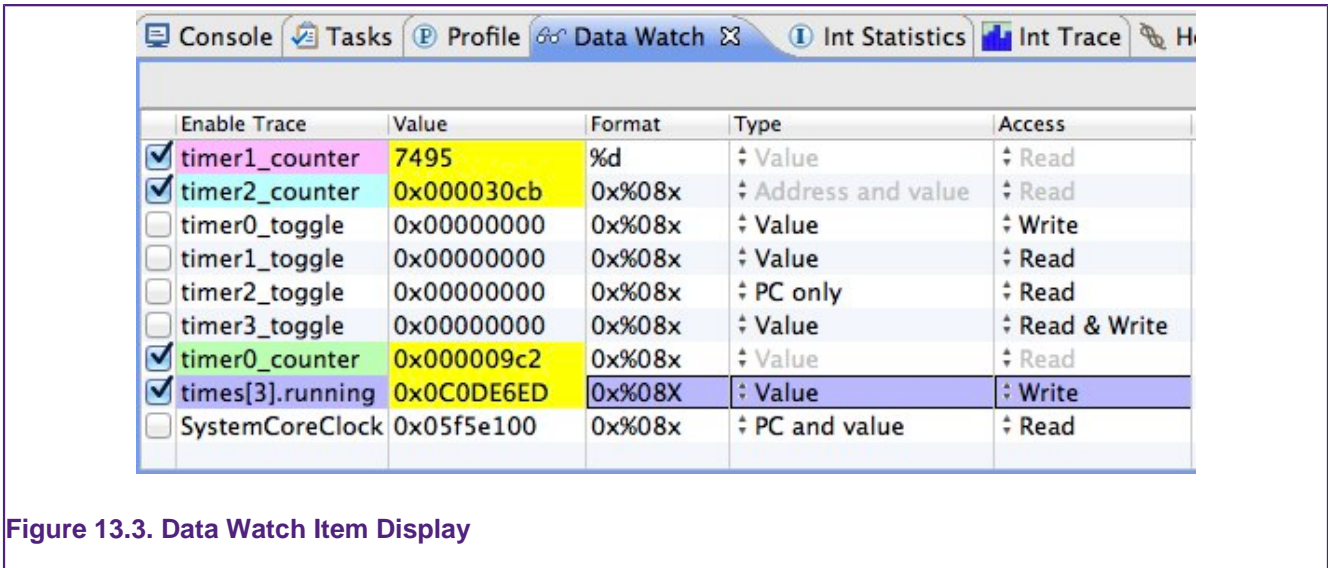 Console Tasks Profile Data Watch Int Statistics Int Trace
Enable Trace Value Format Type Access
timer1_counter 7495 %d Value Read
timer2_counter 0x000030cb 0x%08x Address and value Read
timer0_toggle 0x00000000 0x%08x Value Write
timer1_toggle 0x00000000 0x%08x Value Read
timer2_toggle 0x00000000 0x%08x PC only Read
timer3_toggle 0x00000000 0x%08x Value Read & Write
timer0_counter 0x000009c2 0x%08x Value Read
times[3].running 0x0C0DE6ED 0x%08X Value Write
SystemCoreClock 0x05f5e100 0x%08x PC and value Read
Figure 13.3. Data Watch Item Display